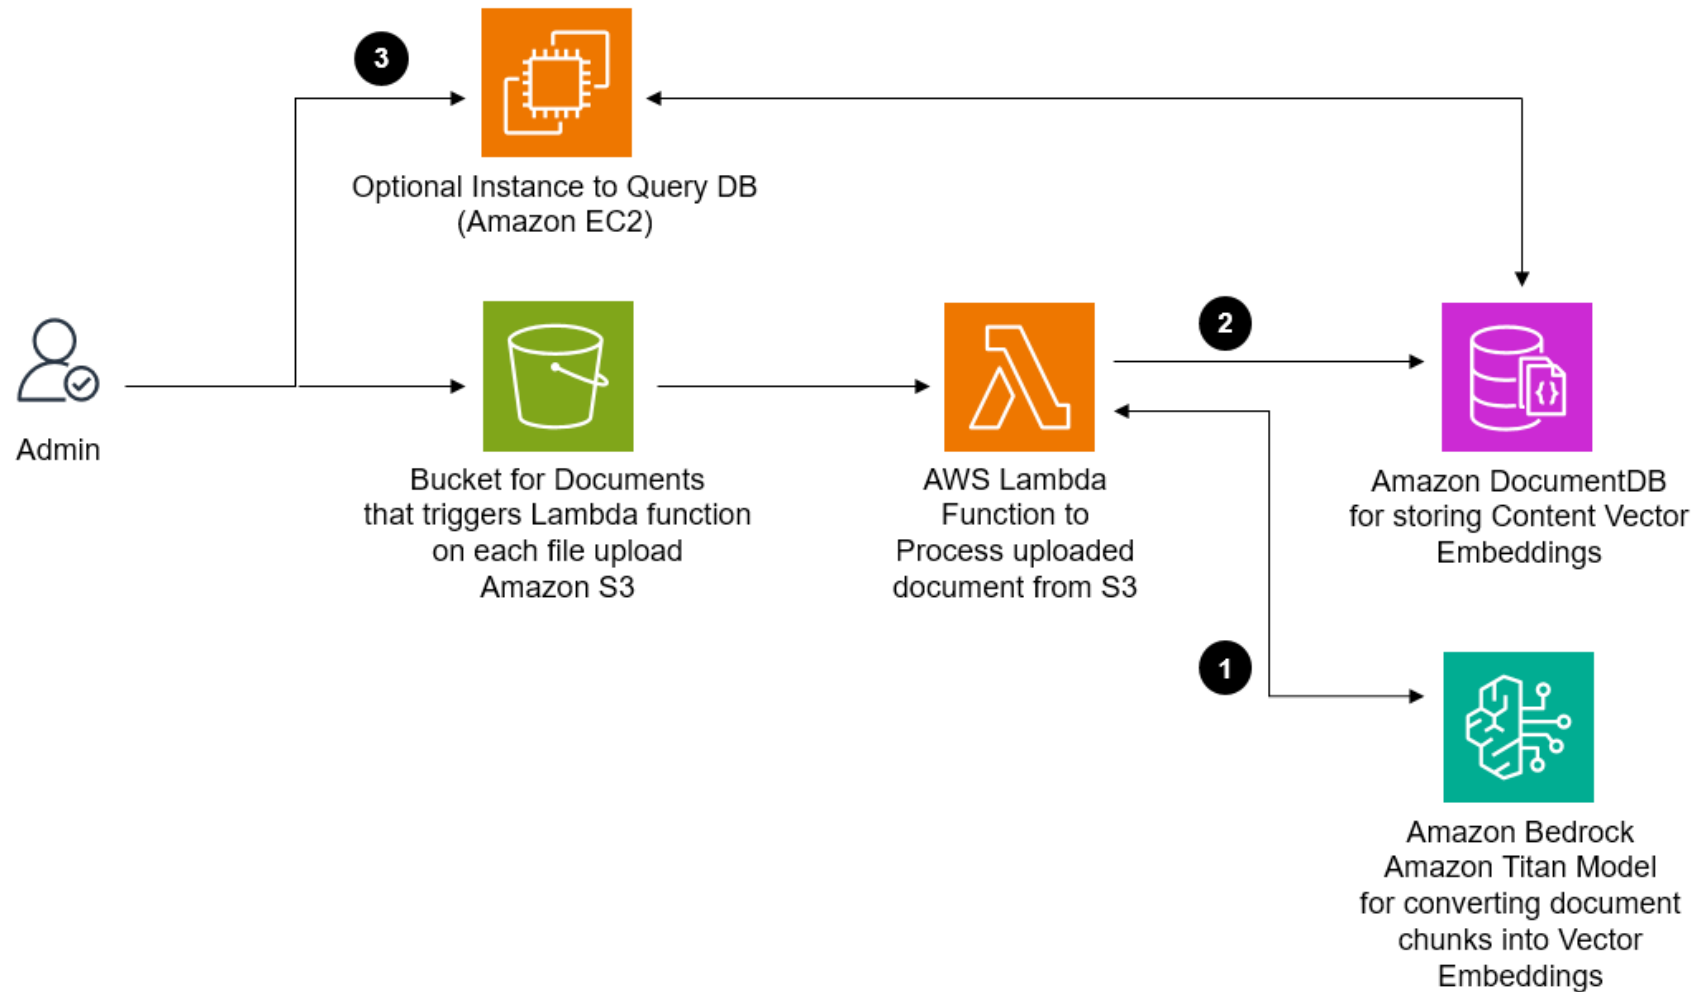 3
Optional Instance to Query DB
(Amazon EC2)
Admin
Bucket for Documents
that triggers Lambda function
on each file upload
Amazon S3
AWS Lambda
Function to
Process uploaded
document from S3
2
{}
Amazon DocumentDB
for storing Content Vector
Embeddings
1
Amazon Bedrock
Amazon Titan Model
for converting document
chunks into Vector
Embeddings